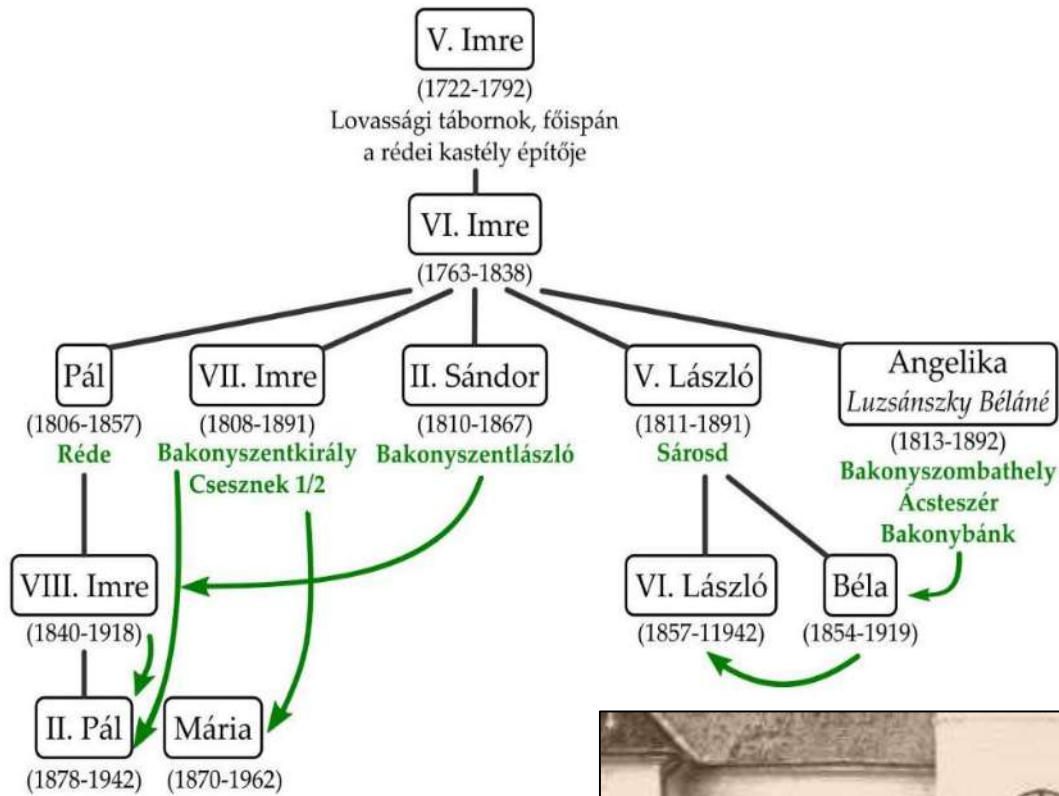 V. Imre
(1722-1792)
Lovassági tábornok, főispán
a rédei kastély építője
VI. Imre
(1763-1838)
Pál
(1806-1857)
Réde
VII. Imre
(1808-1891)
Bakonyszentkirály
Csesznek 1/2
II. Sándor
(1810-1867)
Bakonyszentlászló
V. László
(1811-1891)
Sárosd
Angelika
Luzsánszky Béláné
(1813-1892)
Bakonyszombathely
Ácsteszér
Bakonybánk
VIII. Imre
(1840-1918)
VI. László
(1857-11942)
Béla
(1854-1919)
II. Pál
(1878-1942)
Mária
(1870-1962)